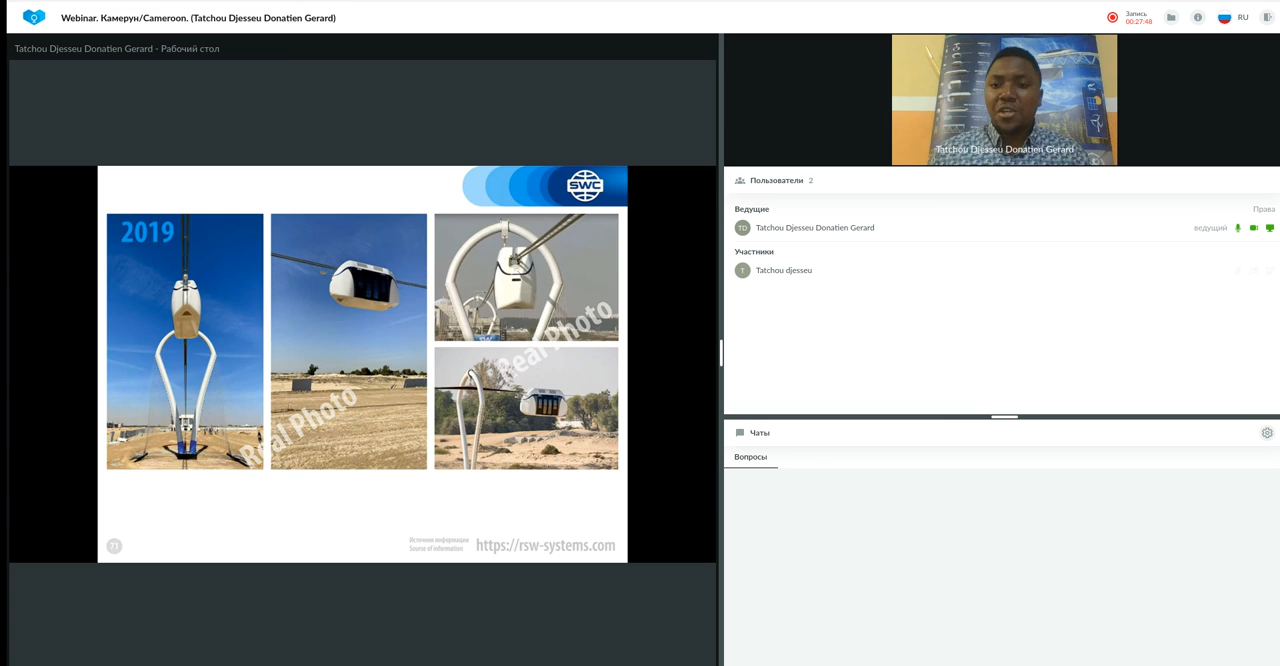 Webinar. Камерун/Cameroon. (Tatchou Djesseu Donatien Gerard)
Запись
00:27:48
RU
Tatchou Djesseu Donatien Gerard - Рабочий стол
SWC
2019
Real Photo
Real Photo
71
Источник информации
Source of information
https://rsw-systems.com
Tatchou Djesseu Donatien Gerard
Пользователи 2
Ведущие
Права
TD
Tatchou Djesseu Donatien Gerard
ведущий
Участники
T
Tatchou djesseu
Чаты
Вопросы